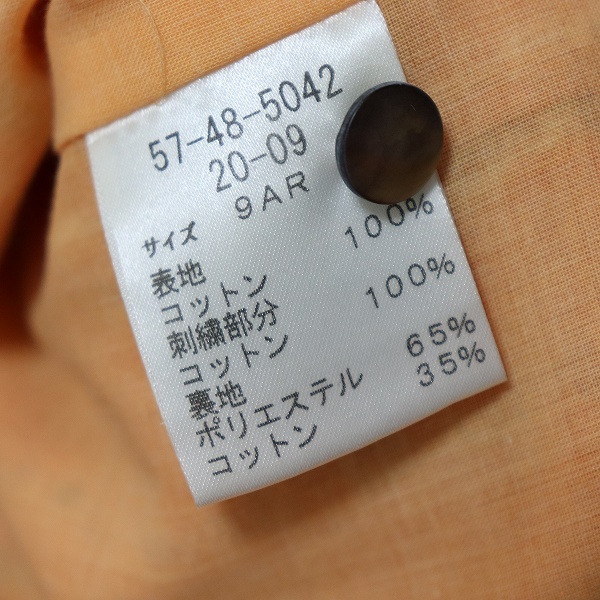 57-48-5042
20-09
サイズ 9AR
表地
コットン 100%
刺繍部分
コットン 100%
裏地
ポリエステル 65%
コットン 35%